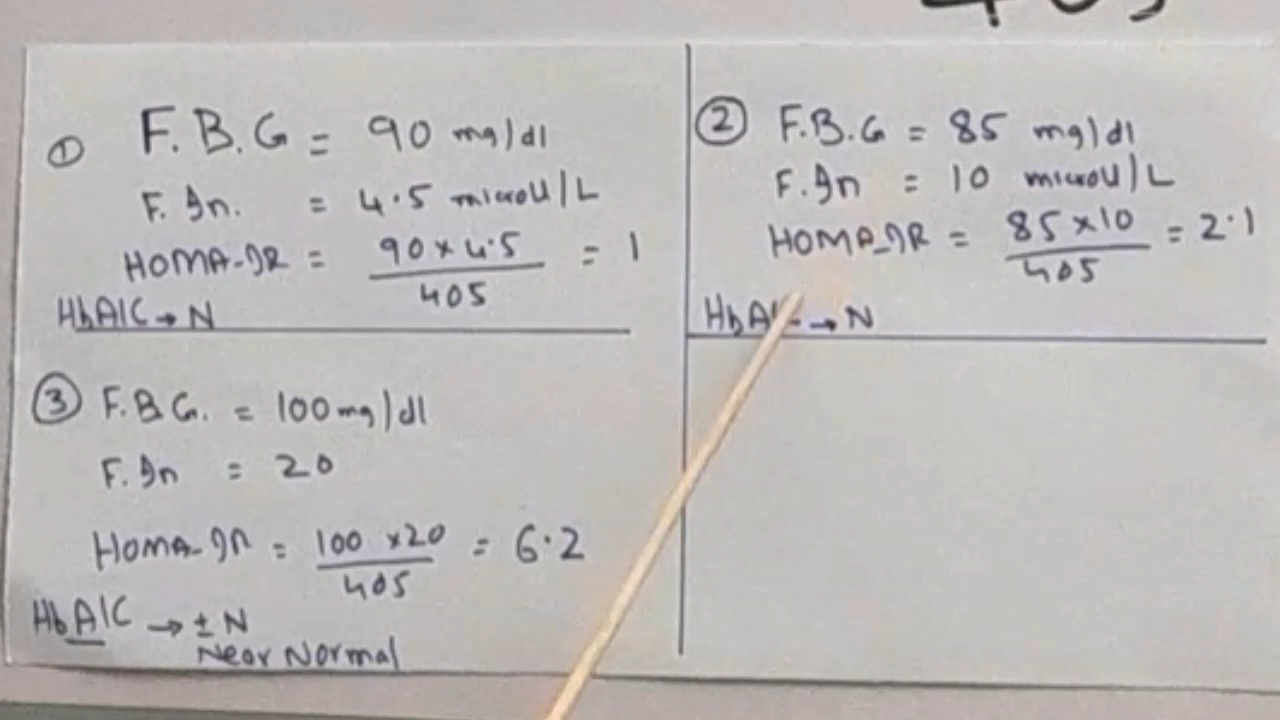 405
① F.B.G = 90 mg/dl
F. In. = 4.5 microU/L
HOMA-IR = 90 x 4.5 / 405 = 1
HbA1C → N
② F.B.G = 85 mg/dl
F. In = 10 microU/L
HOMA-IR = 85 x 10 / 405 = 2.1
HbA1C → N
③ F.B.G. = 100 mg/dl
F. In = 20
HOMA-IR = 100 x 20 / 405 = 6.2
HbA1C → ± N
Near Normal